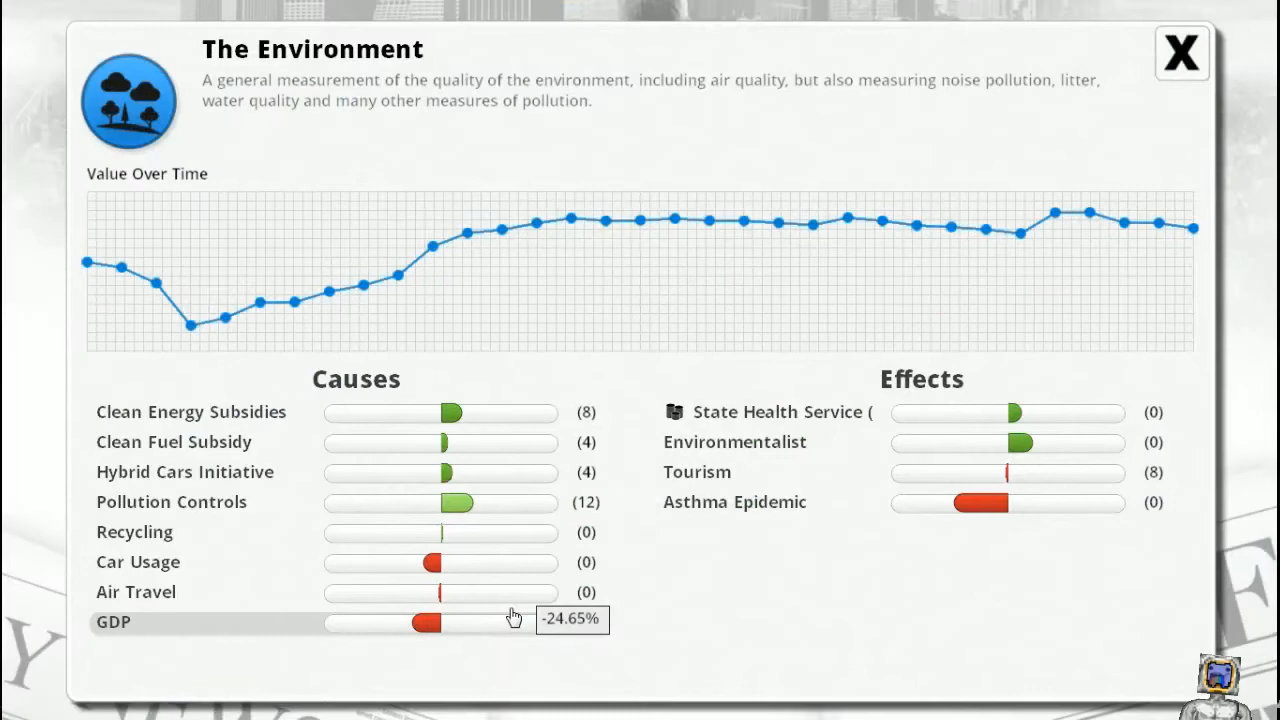 The Environment
X
A general measurement of the quality of the environment, including air quality, but also measuring noise pollution, litter,
water quality and many other measures of pollution.
Value Over Time
Causes
Clean Energy Subsidies (8)
Clean Fuel Subsidy (4)
Hybrid Cars Initiative (4)
Pollution Controls (12)
Recycling (0)
Car Usage (0)
Air Travel (0)
GDP -24.65%
Effects
State Health Service ( (0)
Environmentalist (0)
Tourism (8)
Asthma Epidemic (0)